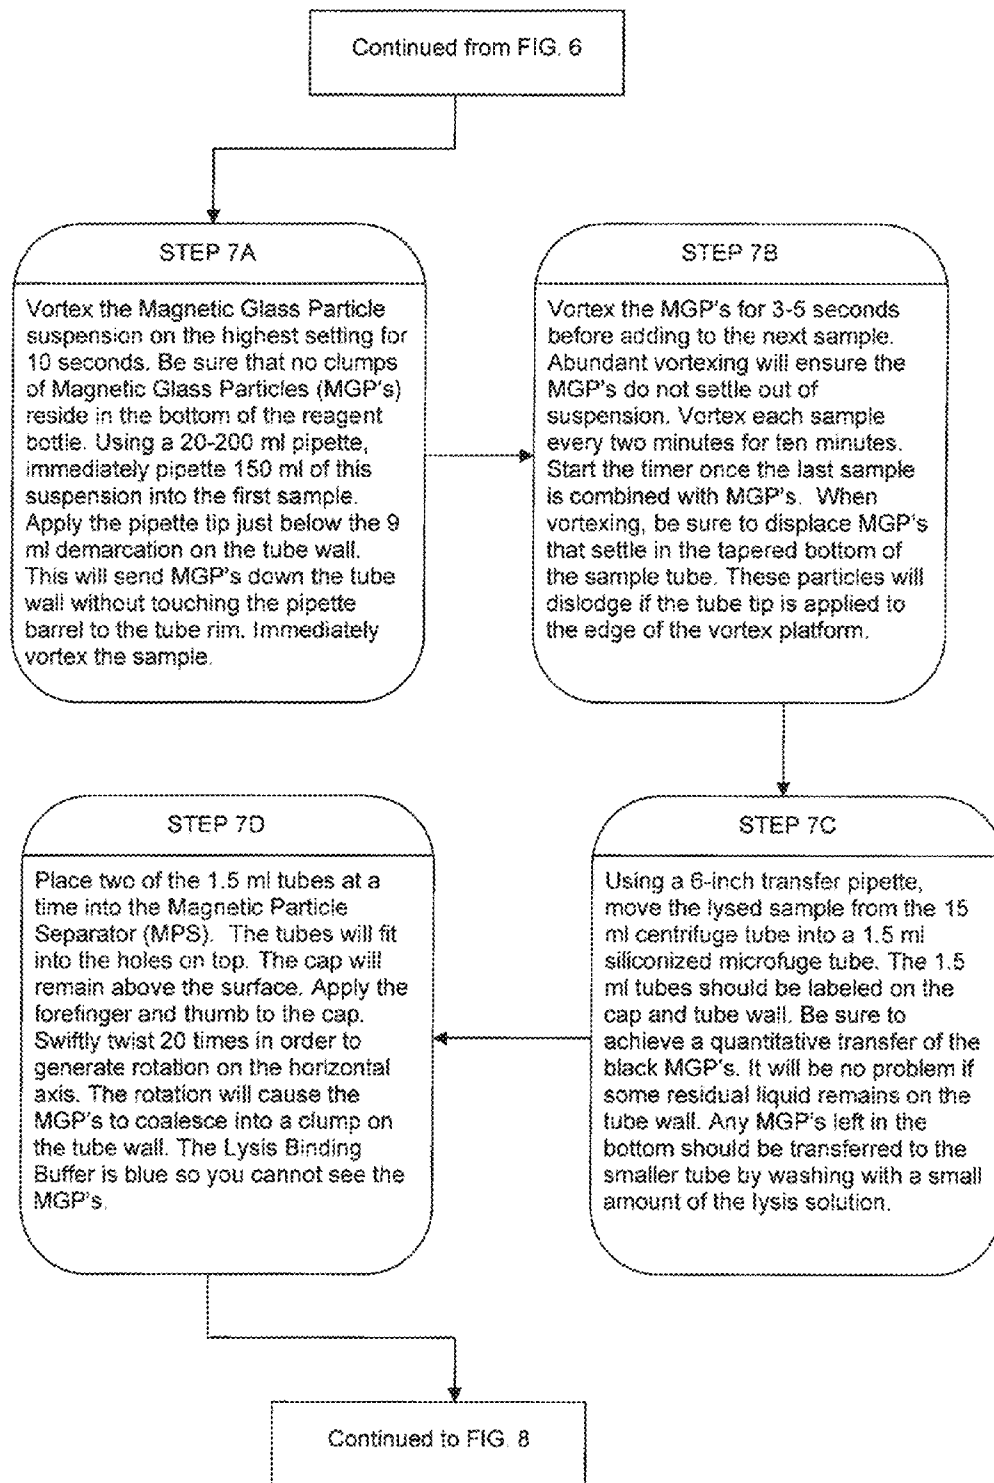 Continued from FIG. 6
STEP 7A
Vortex the Magnetic Glass Particle
suspension on the highest setting for
10 seconds. Be sure that no clumps
of Magnetic Glass Particles (MGP's)
reside in the bottom of the reagent
bottle. Using a 20-200 ml pipette,
immediately pipette 150 ml of this
suspension into the first sample.
Apply the pipette tip just below the 9
ml demarcation on the tube wall.
This will send MGP's down the tube
wall without touching the pipette
barrel to the tube rim. Immediately
vortex the sample.
STEP 7B
Vortex the MGP's for 3-5 seconds
before adding to the next sample.
Abundant vortexing will ensure the
MGP's do not settle out of
suspension. Vortex each sample
every two minutes for ten minutes.
Start the timer once the last sample
is combined with MGP's. When
vortexing, be sure to displace MGP's
that settle in the tapered bottom of
the sample tube. These particles will
dislodge if the tube tip is applied to
the edge of the vortex platform.
STEP 7C
Using a 6-inch transfer pipette,
move the lysed sample from the 15
ml centrifuge tube into a 1.5 ml
siliconized microfuge tube. The 1.5
ml tubes should be labeled on the
cap and tube wall. Be sure to
achieve a quantitative transfer of the
black MGP's. It will be no problem if
some residual liquid remains on the
tube wall. Any MGP's left in the
bottom should be transferred to the
smaller tube by washing with a small
amount of the lysis solution.
STEP 7D
Place two of the 1.5 ml tubes at a
time into the Magnetic Particle
Separator (MPS). The tubes will fit
into the holes on top. The cap will
remain above the surface. Apply the
forefinger and thumb to the cap.
Swiftly twist 20 times in order to
generate rotation on the horizontal
axis. The rotation will cause the
MGP's to coalesce into a clump on
the tube wall. The Lysis Binding
Buffer is blue so you cannot see the
MGP's.
Continued to FIG. 8